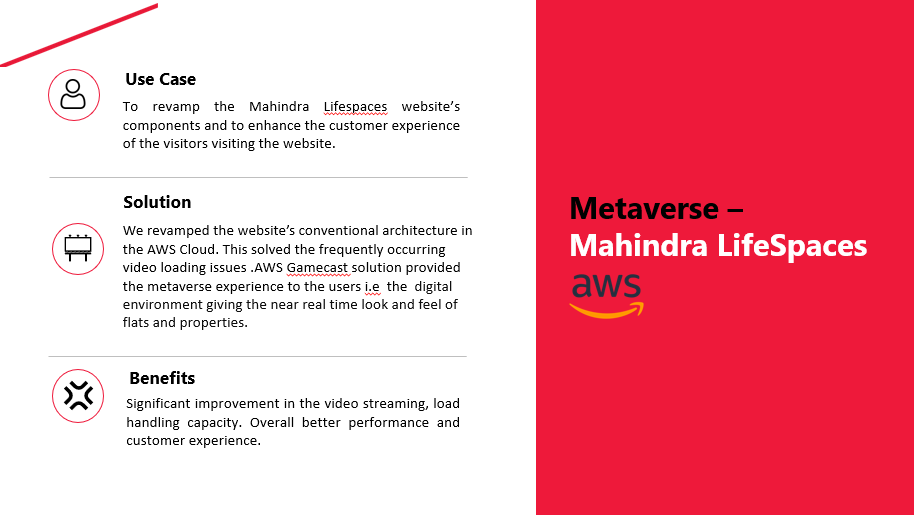 Use Case
To revamp the Mahindra Lifespaces website’s
components and to enhance the customer experience
of the visitors visiting the website.
Solution
We revamped the website’s conventional architecture in
the AWS Cloud. This solved the frequently occurring
video loading issues .AWS Gamecast solution provided
the metaverse experience to the users i.e the digital
environment giving the near real time look and feel of
flats and properties.
Benefits
Significant improvement in the video streaming, load
handling capacity. Overall better performance and
customer experience.
Metaverse –
Mahindra LifeSpaces
aws